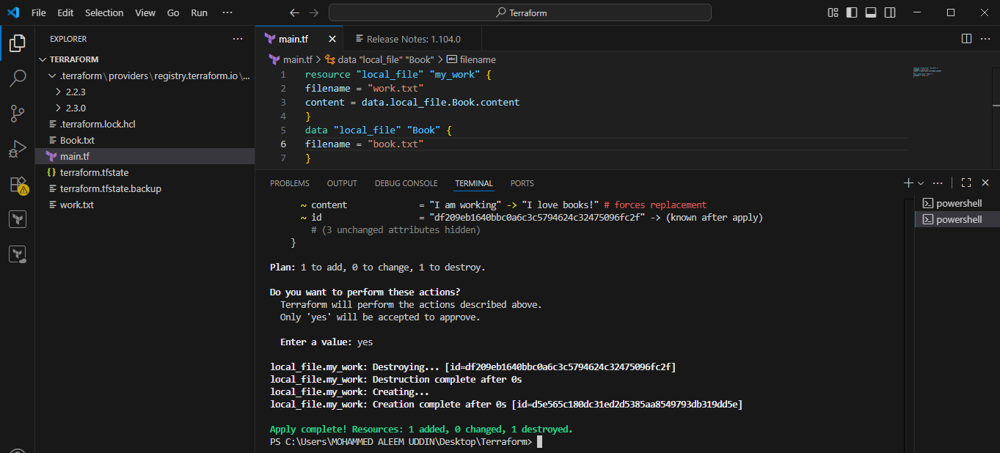 File Edit Selection View Go Run ···
Terraform
EXPLORER
TERRAFORM
.terraform\providers\registry.terraform.io\...
2.2.3
2.3.0
.terraform.lock.hcl
Book.txt
main.tf
terraform.tfstate
terraform.tfstate.backup
work.txt
main.tf
Release Notes: 1.104.0
main.tf > data "local_file" "Book" > filename
1 resource "local_file" "my_work" {
2 filename = "work.txt"
3 content = data.local_file.Book.content
4 }
5 data "local_file" "Book" {
6 filename = "book.txt"
7 }
PROBLEMS OUTPUT DEBUG CONSOLE TERMINAL PORTS
powershell
powershell
~ content = "I am working" -> "I love books!" # forces replacement
~ id = "df209eb1640bbc0a6c3c5794624c32475096fc2f" -> (known after apply)
# (3 unchanged attributes hidden)
}
Plan: 1 to add, 0 to change, 1 to destroy.
Do you want to perform these actions?
Terraform will perform the actions described above.
Only 'yes' will be accepted to approve.
Enter a value: yes
local_file.my_work: Destroying... [id=df209eb1640bbc0a6c3c5794624c32475096fc2f]
local_file.my_work: Destruction complete after 0s
local_file.my_work: Creating...
local_file.my_work: Creation complete after 0s [id=d5e565c180dc31ed2d5385aa8549793db319dd5e]
Apply complete! Resources: 1 added, 0 changed, 1 destroyed.
PS C:\Users\MOHAMMED ALEEM UDDIN\Desktop\Terraform>